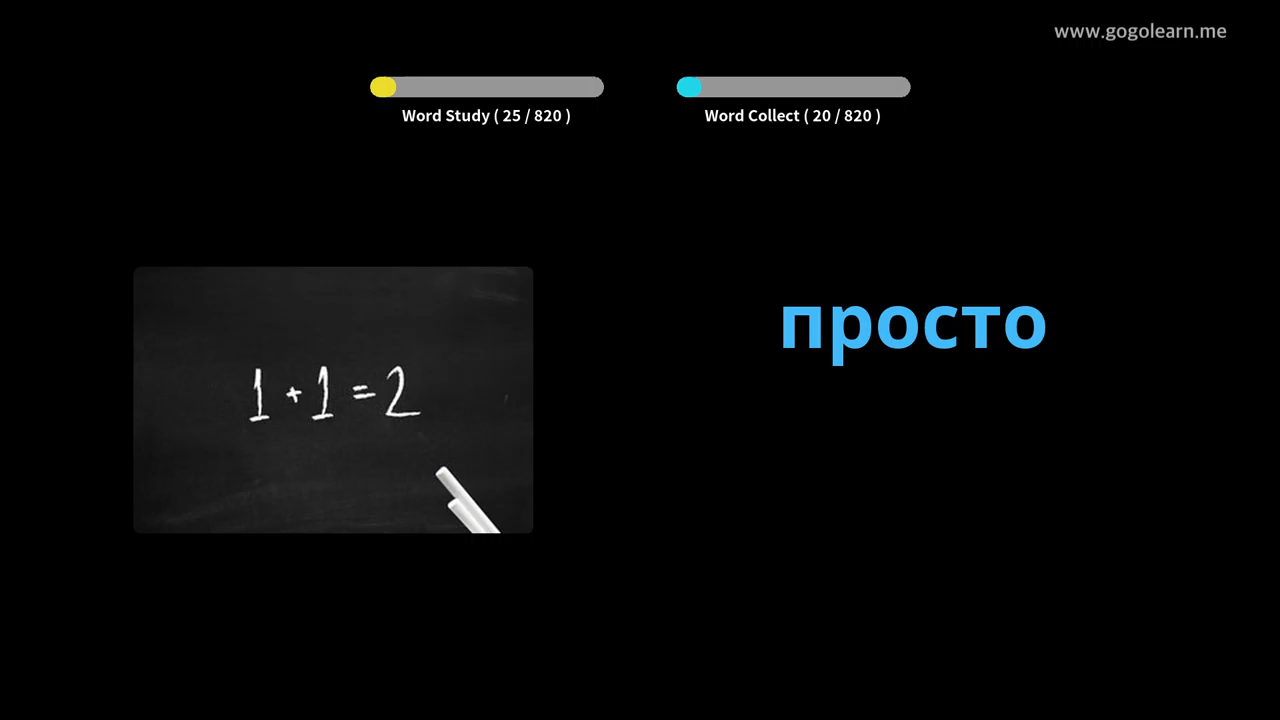 www.gogolearn.me
Word Study ( 25 / 820 )
Word Collect ( 20 / 820 )
просто
1 + 1 = 2